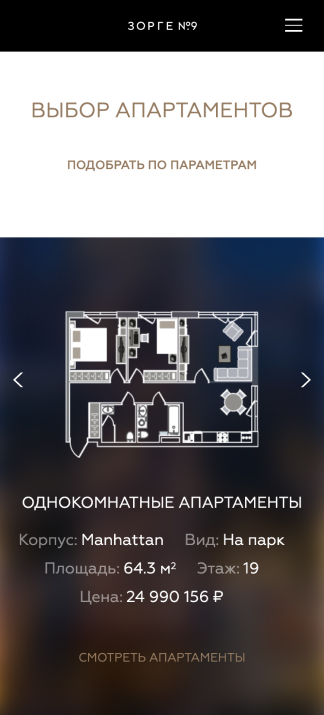 ЗОРГЕ №9
ВЫБОР АПАРТАМЕНТОВ
ПОДОБРАТЬ ПО ПАРАМЕТРАМ
ОДНОКОМНАТНЫЕ АПАРТАМЕНТЫ
Корпус: Manhattan Вид: На парк
Площадь: 64.3 м² Этаж: 19
Цена: 24 990 156 ₽
СМОТРЕТЬ АПАРТАМЕНТЫ